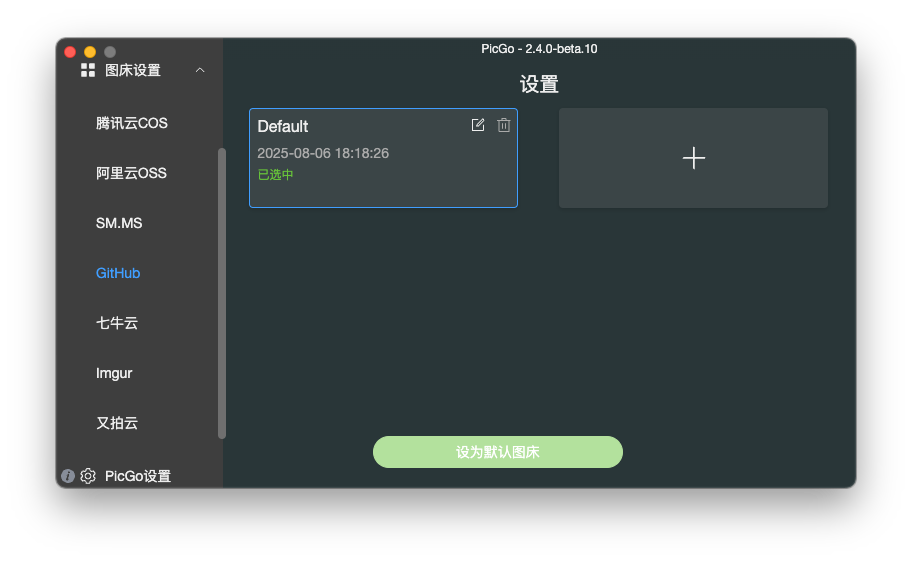 PicGo - 2.4.0-beta.10
图床设置
腾讯云COS
阿里云OSS
SM.MS
GitHub
七牛云
Imgur
又拍云
PicGo设置
设置
Default
2025-08-06 18:18:26
已选中
设为默认图床